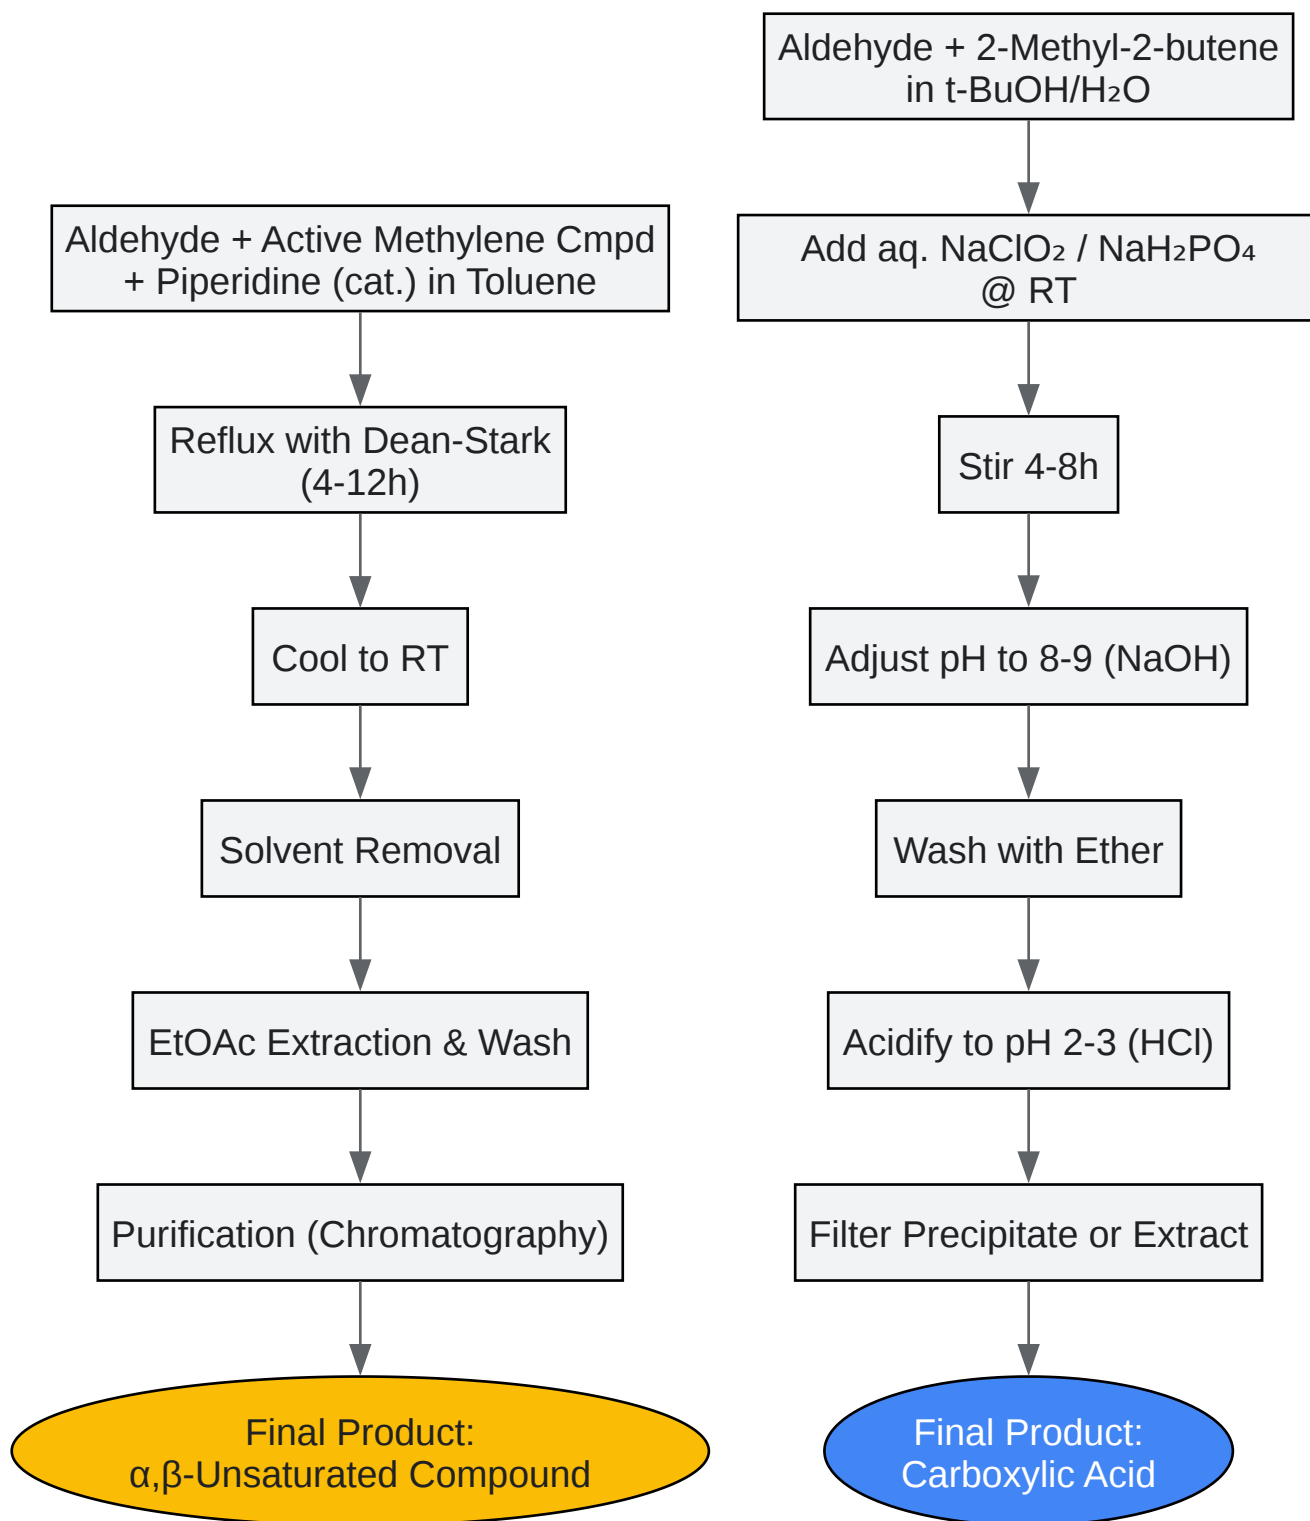 Aldehyde + Active Methylene Cmpd
+ Piperidine (cat.) in Toluene
Reflux with Dean-Stark
(4-12h)
Cool to RT
Solvent Removal
EtOAc Extraction & Wash
Purification (Chromatography)
Final Product:
α,β-Unsaturated Compound
Aldehyde + 2-Methyl-2-butene
in t-BuOH/H₂O
Add aq. NaClO₂ / NaH₂PO₄
@ RT
Stir 4-8h
Adjust pH to 8-9 (NaOH)
Wash with Ether
Acidify to pH 2-3 (HCl)
Filter Precipitate or Extract
Final Product:
Carboxylic Acid